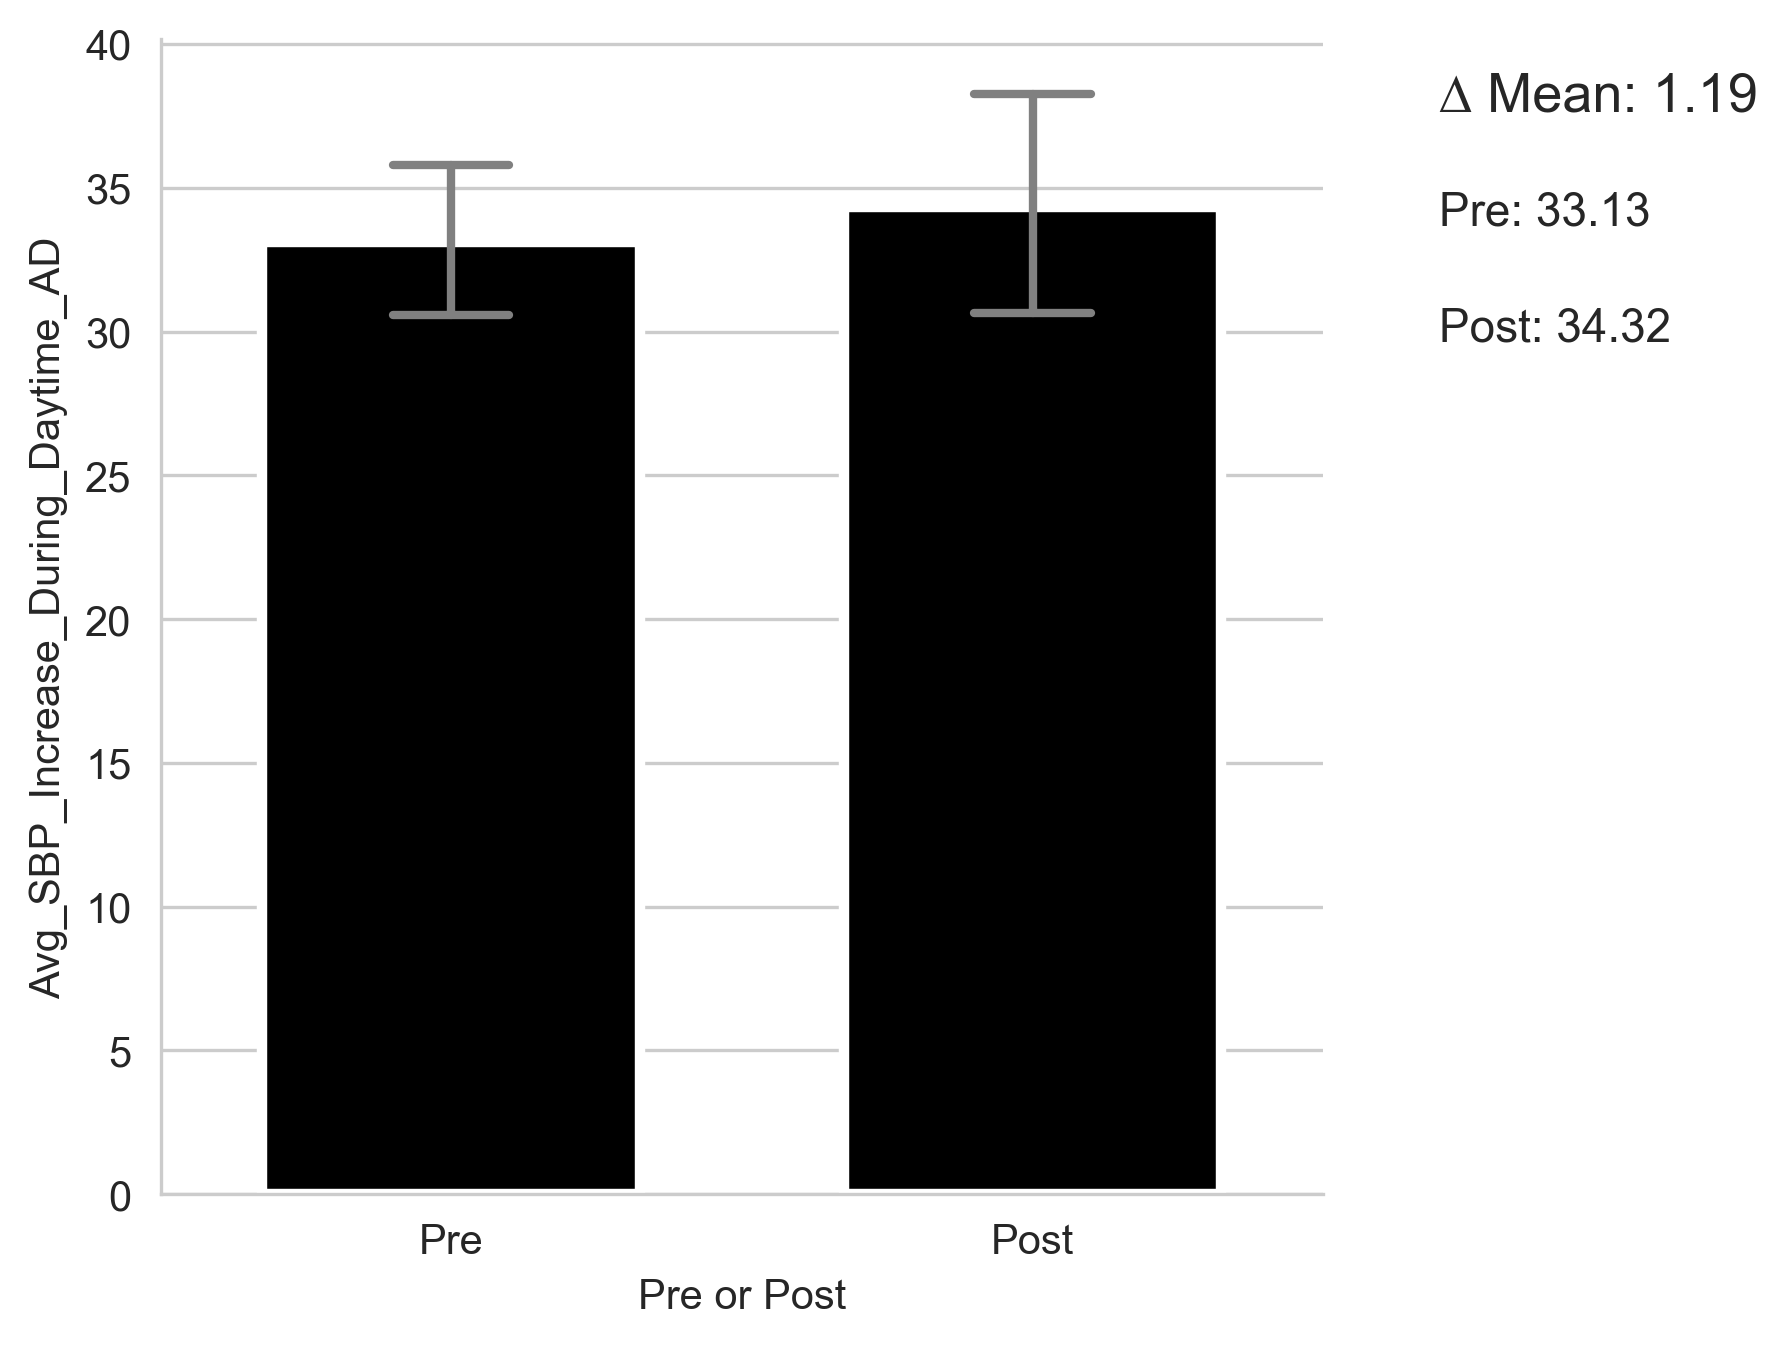 Δ Mean: 1.19
Pre: 33.13
Post: 34.32
Avg_SBP_Increase_During_Daytime_AD
40
35
30
25
20
15
10
5
0
Pre
Post
Pre or Post